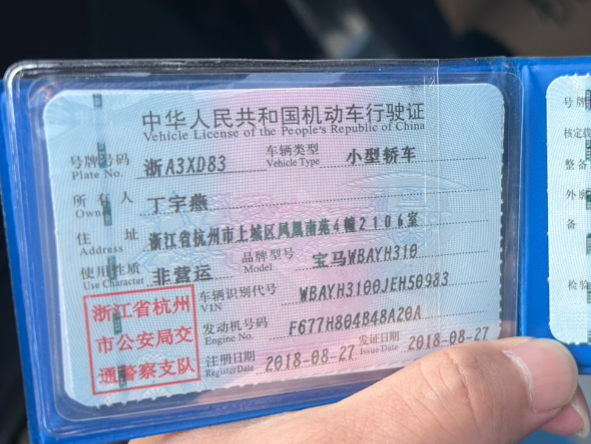 中华人民共和国机动车行驶证
Vehicle License of the People's Republic of China
号牌号码 浙A3XD83 车辆类型 小型轿车
Plate No. Vehicle Type
所有人 丁宇燕
Owner
住址 浙江省杭州市上城区凤凰南苑4幢2106室
Address
使用性质 非营运 品牌型号 宝马WBAYH310
Use Character Model
浙江省杭州
市公安局交
通警察支队
车辆识别代号 WBAYH3100JEH50983
VIN
发动机号码 F677H804B48A20A
Engine No.
注册日期 2018-08-27 发证日期 2018-08-27
Register Date Issue Date
号牌
核定载
整备
外廓
备
检验